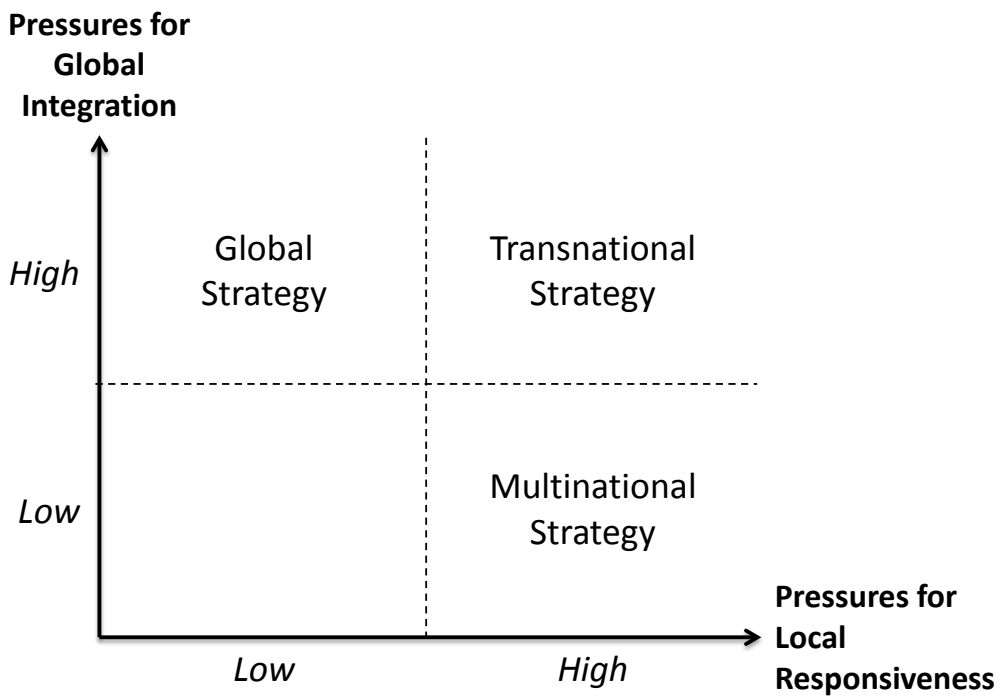 Pressures for
Global
Integration
High
Global
Strategy
Transnational
Strategy
Low
Multinational
Strategy
Pressures for
Local
Responsiveness
Low
High